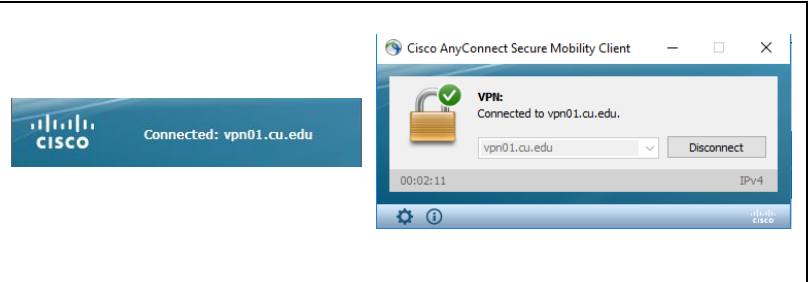 CISCO
Connected: vpn01.cu.edu
Cisco AnyConnect Secure Mobility Client
VPN:
Connected to vpn01.cu.edu.
vpn01.cu.edu
Disconnect
00:02:11
IPv4
CISCO